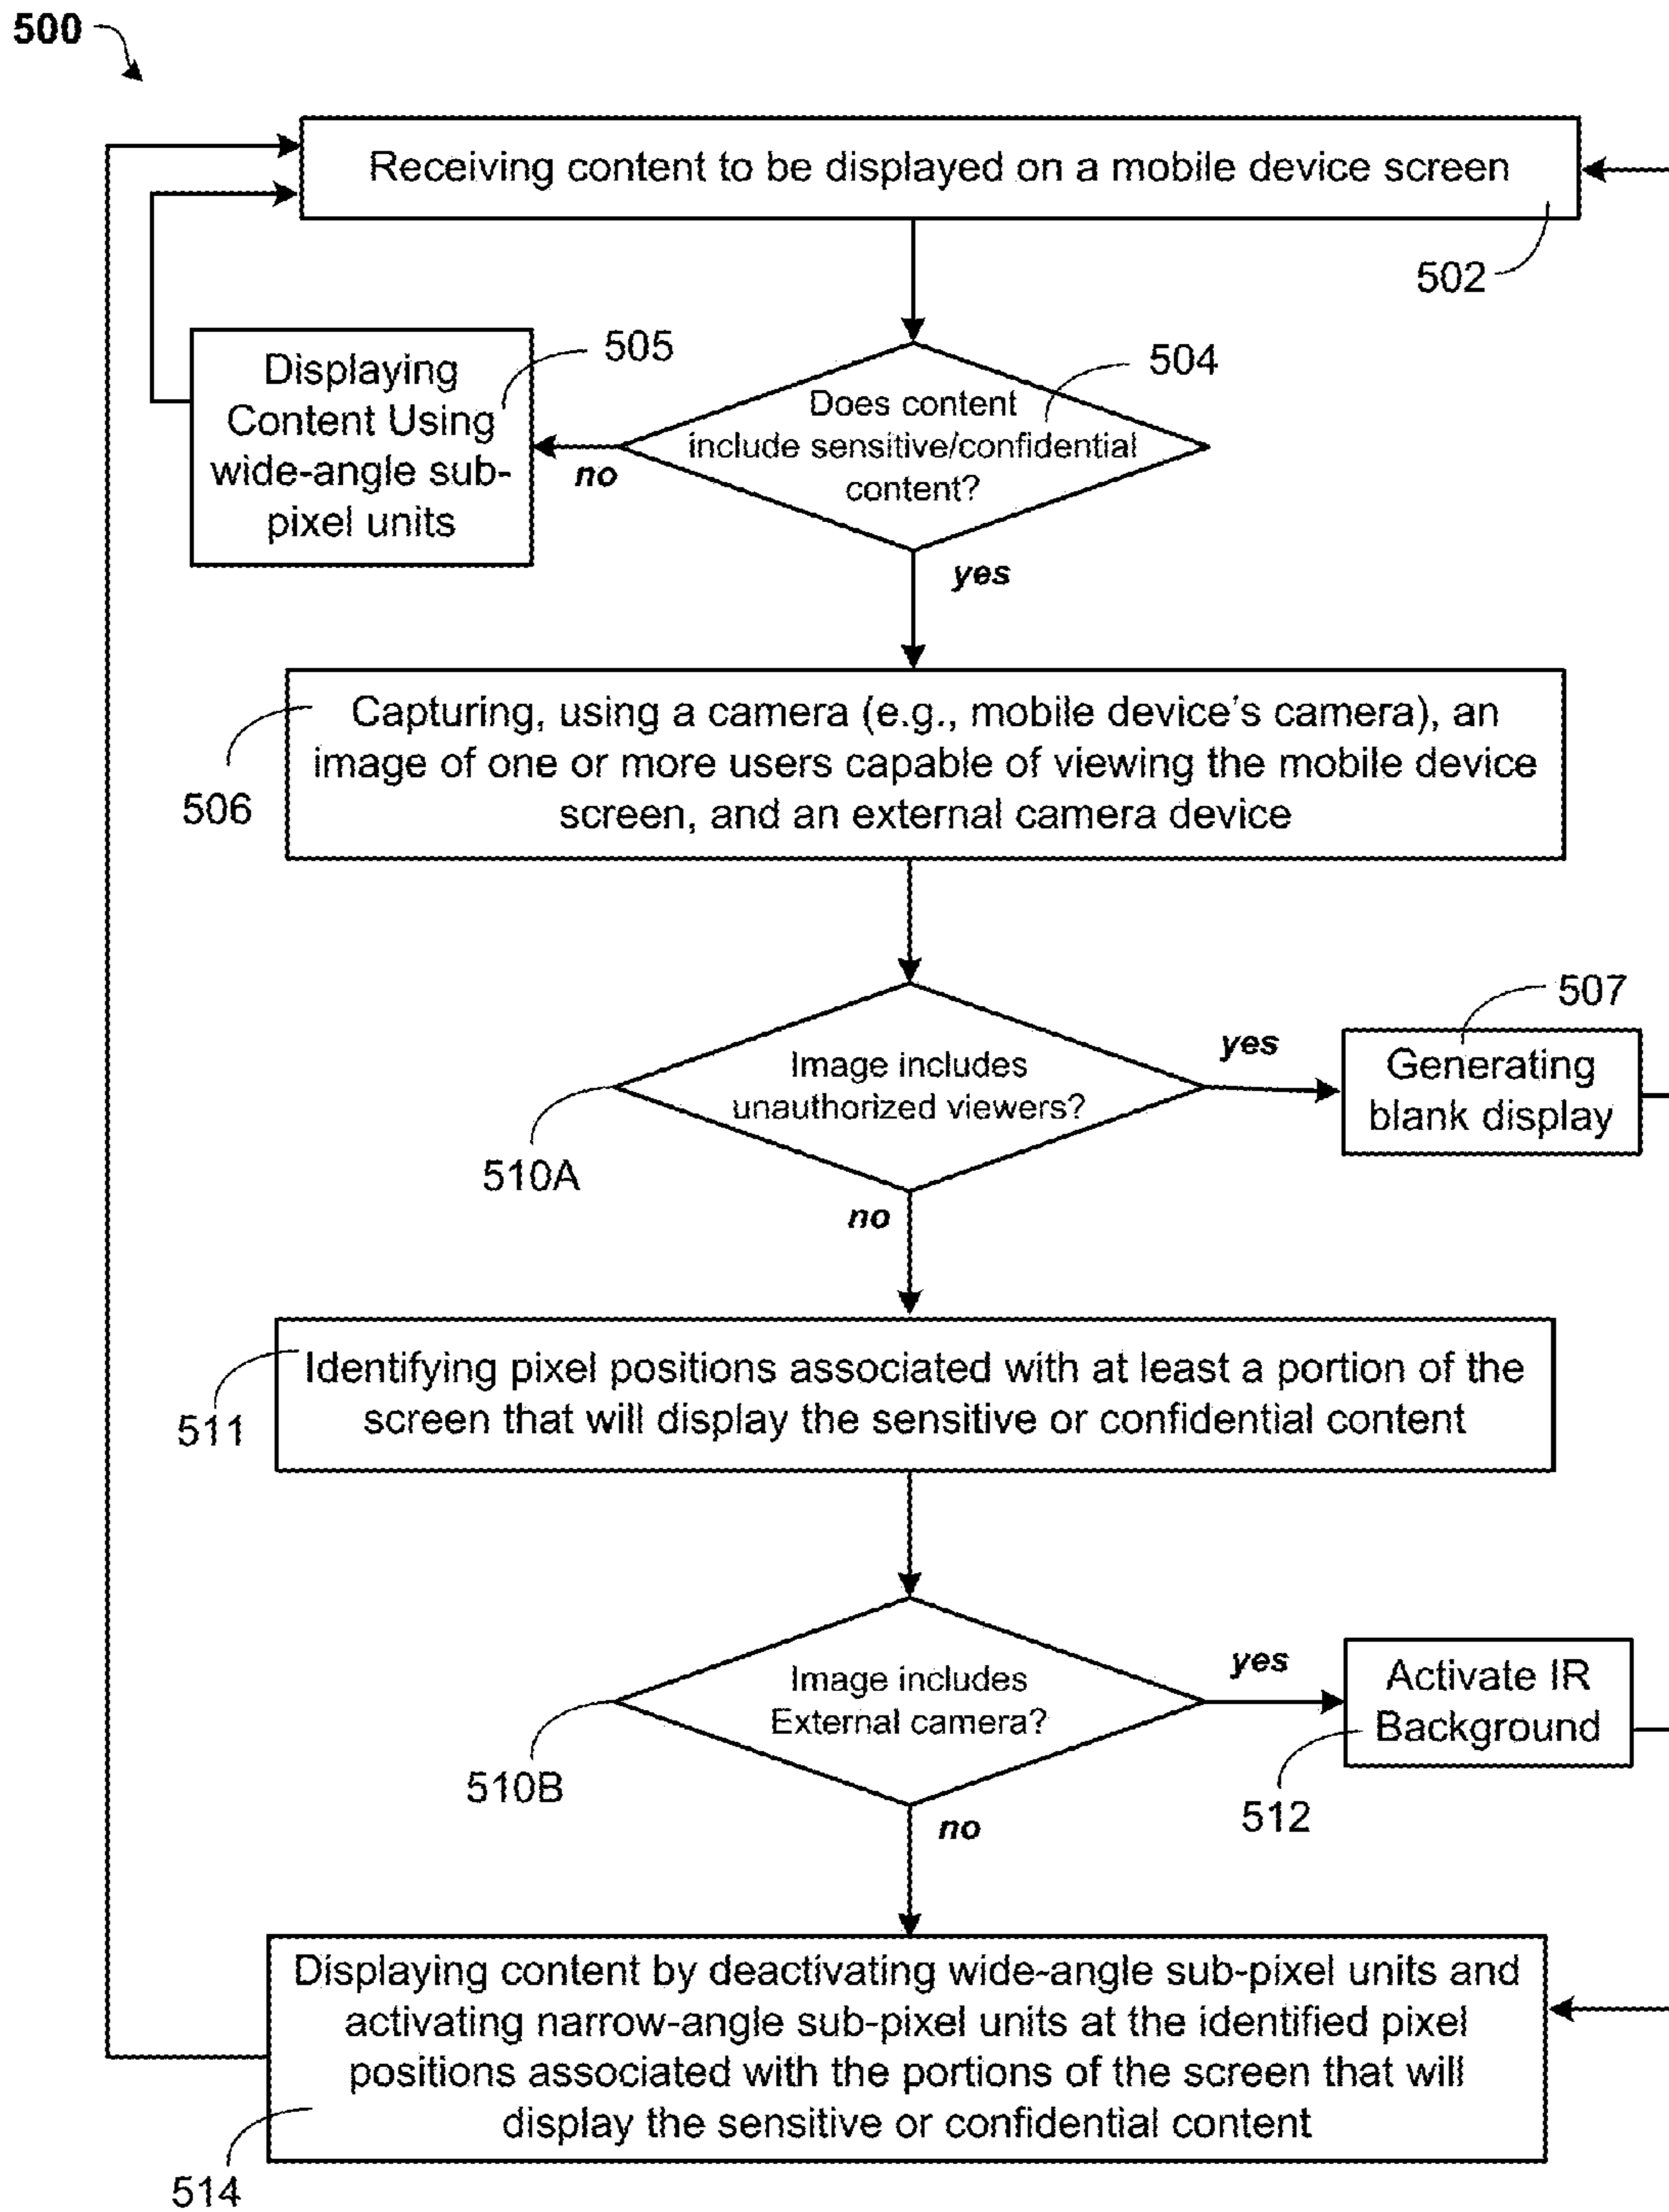 500
Receiving content to be displayed on a mobile device screen
502
Displaying
Content Using
wide-angle sub-
pixel units
505
504
Does content
include sensitive/confidential
content?
no
yes
Capturing, using a camera (e.g., mobile device's camera), an
image of one or more users capable of viewing the mobile device
screen, and an external camera device
506
507
Image includes
unauthorized viewers?
yes
Generating
blank display
510A
no
Identifying pixel positions associated with at least a portion of the
screen that will display the sensitive or confidential content
511
Image includes
External camera?
yes
Activate IR
Background
510B
512
no
Displaying content by deactivating wide-angle sub-pixel units and
activating narrow-angle sub-pixel units at the identified pixel
positions associated with the portions of the screen that will
display the sensitive or confidential content
514